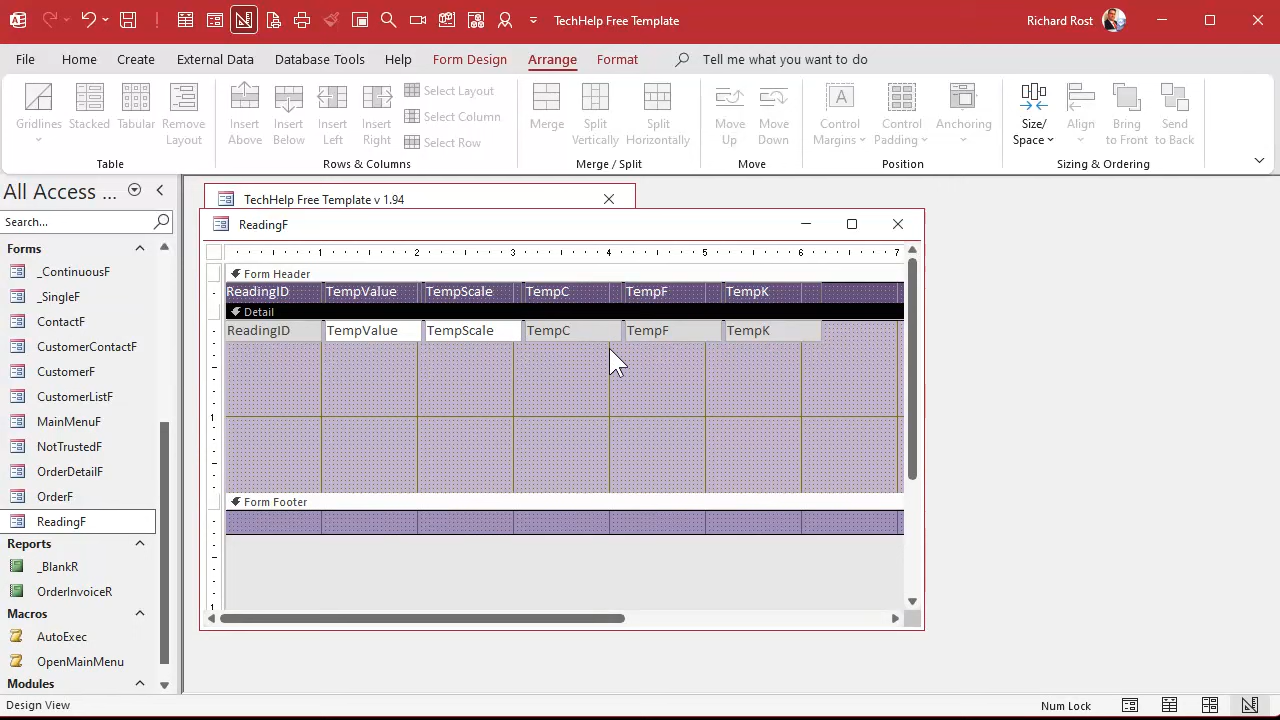 TechHelp Free Template
Richard Rost
File Home Create External Data Database Tools Help Form Design Arrange Format Tell me what you want to do
Gridlines Stacked Tabular Remove Layout
Table
Insert Above Insert Below Insert Left Insert Right Select Layout Select Column Select Row
Rows & Columns
Merge Split Vertically Split Horizontally
Merge / Split
Move Up Move Down
Move
Control Margins Control Padding Anchoring
Position
Size/ Space Align Bring to Front Send to Back
Sizing & Ordering
All Access ...
Search...
Forms
_ContinuousF
_SingleF
ContactF
CustomerContactF
CustomerF
CustomerListF
MainMenuF
NotTrustedF
OrderDetailF
OrderF
ReadingF
Reports
_BlankR
OrderInvoiceR
Macros
AutoExec
OpenMainMenu
Modules
TechHelp Free Template v 1.94
ReadingF
1 2 3 4 5 6 7
Form Header
ReadingID TempValue TempScale TempC TempF TempK
Detail
ReadingID TempValue TempScale TempC TempF TempK
1
Form Footer
1
Design View
Num Lock